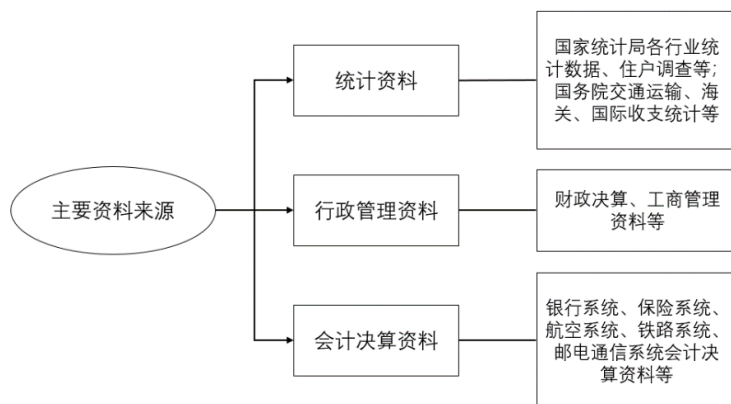 主要资料来源
统计资料
国家统计局各行业统
计数据、住户调查等;
国务院交通运输、海
关、国际收支统计等
行政管理资料
财政决算、工商管理
资料等
会计决算资料
银行系统、保险系统、
航空系统、铁路系统、
邮电通信系统会计决
算资料等